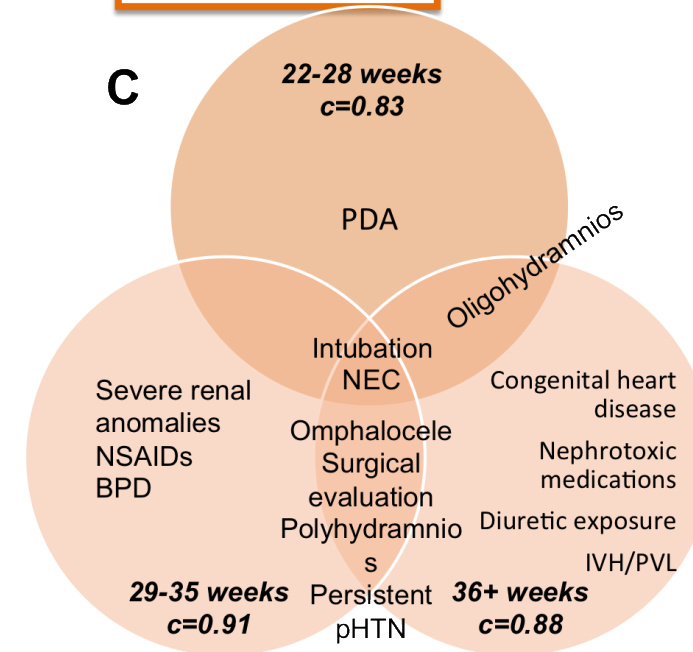 C
22-28 weeks
c=0.83
PDA
Oligohydramnios
Intubation
NEC
Severe renal
anomalies
NSAIDs
BPD
Omphalocele
Surgical
evaluation
Polyhydramnio
s
Persistent
pHTN
Congenital heart
disease
Nephrotoxic
medications
Diuretic exposure
IVH/PVL
29-35 weeks
c=0.91
36+ weeks
c=0.88